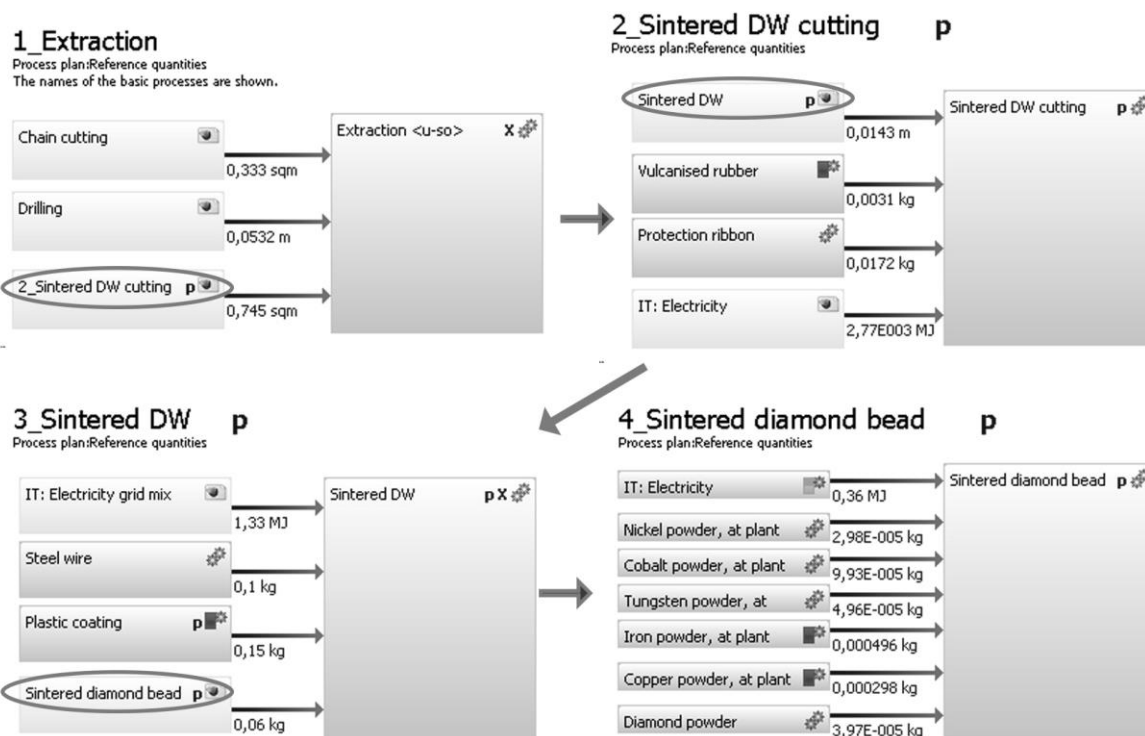 1_Extraction
Process plan:Reference quantities
The names of the basic processes are shown.
Chain cutting
0,333 sqm
Drilling
0,0532 m
2_Sintered DW cutting p
0,745 sqm
Extraction <u-so> X
2_Sintered DW cutting p
Process plan:Reference quantities
Sintered DW p
0,0143 m
Vulcanised rubber
0,0031 kg
Protection ribbon
0,0172 kg
IT: Electricity
2,77E003 MJ
Sintered DW cutting p
3_Sintered DW p
Process plan:Reference quantities
IT: Electricity grid mix
1,33 MJ
Steel wire
0,1 kg
Plastic coating p
0,15 kg
Sintered diamond bead p
0,06 kg
Sintered DW p X
4_Sintered diamond bead p
Process plan:Reference quantities
IT: Electricity
0,36 MJ
Nickel powder, at plant
2,98E-005 kg
Cobalt powder, at plant
9,93E-005 kg
Tungsten powder, at
4,96E-005 kg
Iron powder, at plant
0,000496 kg
Copper powder, at plant
0,000298 kg
Diamond powder
3,97E-005 kg
Sintered diamond bead p